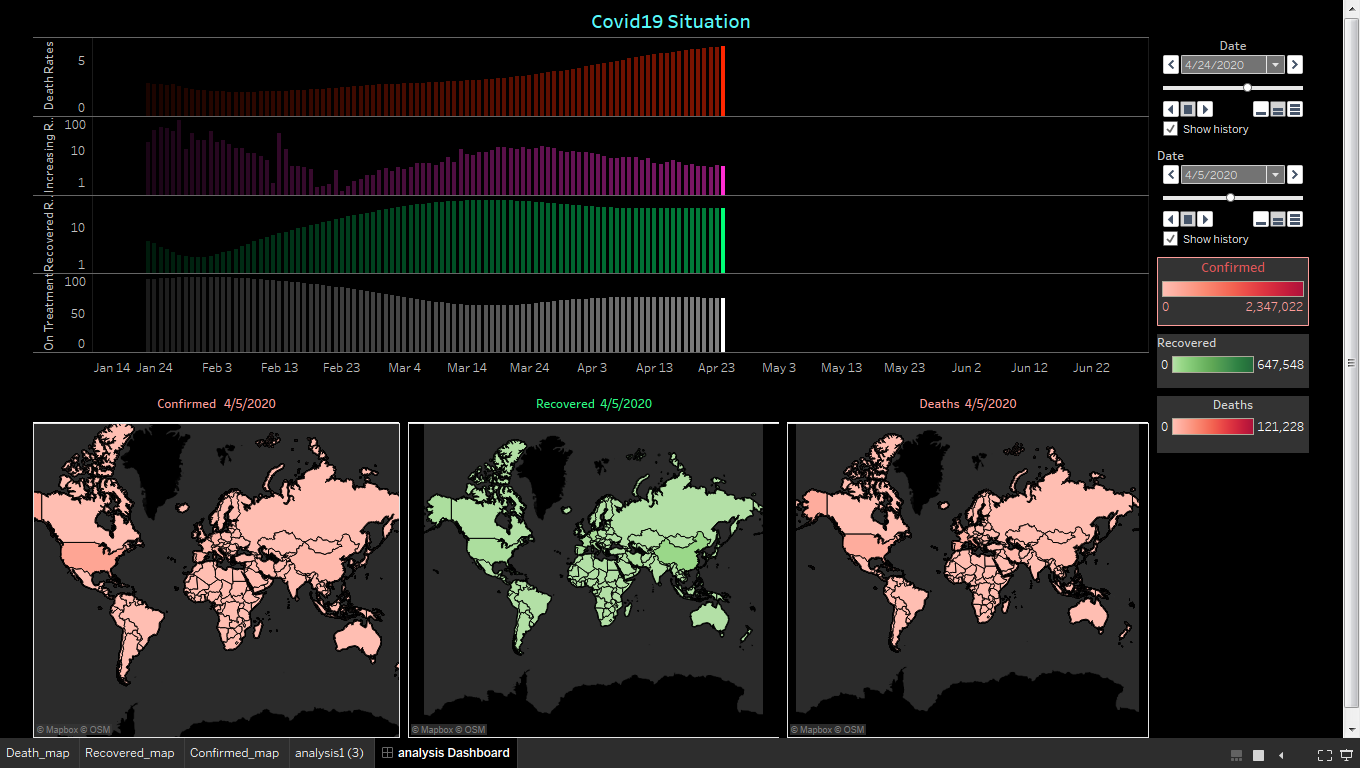 Covid19 Situation
Death Rates
5
0
Increasing R..
100
10
1
Recovered R..
10
1
On Treatment
100
50
0
Jan 14 Jan 24 Feb 3 Feb 13 Feb 23 Mar 4 Mar 14 Mar 24 Apr 3 Apr 13 Apr 23 May 3 May 13 May 23 Jun 2 Jun 12 Jun 22
Date
4/24/2020
Show history
Date
4/5/2020
Show history
Confirmed
0 2,347,022
Recovered
0 647,548
Deaths
0 121,228
Confirmed 4/5/2020
Recovered 4/5/2020
Deaths 4/5/2020
© Mapbox © OSM
© Mapbox © OSM
© Mapbox © OSM
Death_map Recovered_map Confirmed_map analysis1 (3) analysis Dashboard